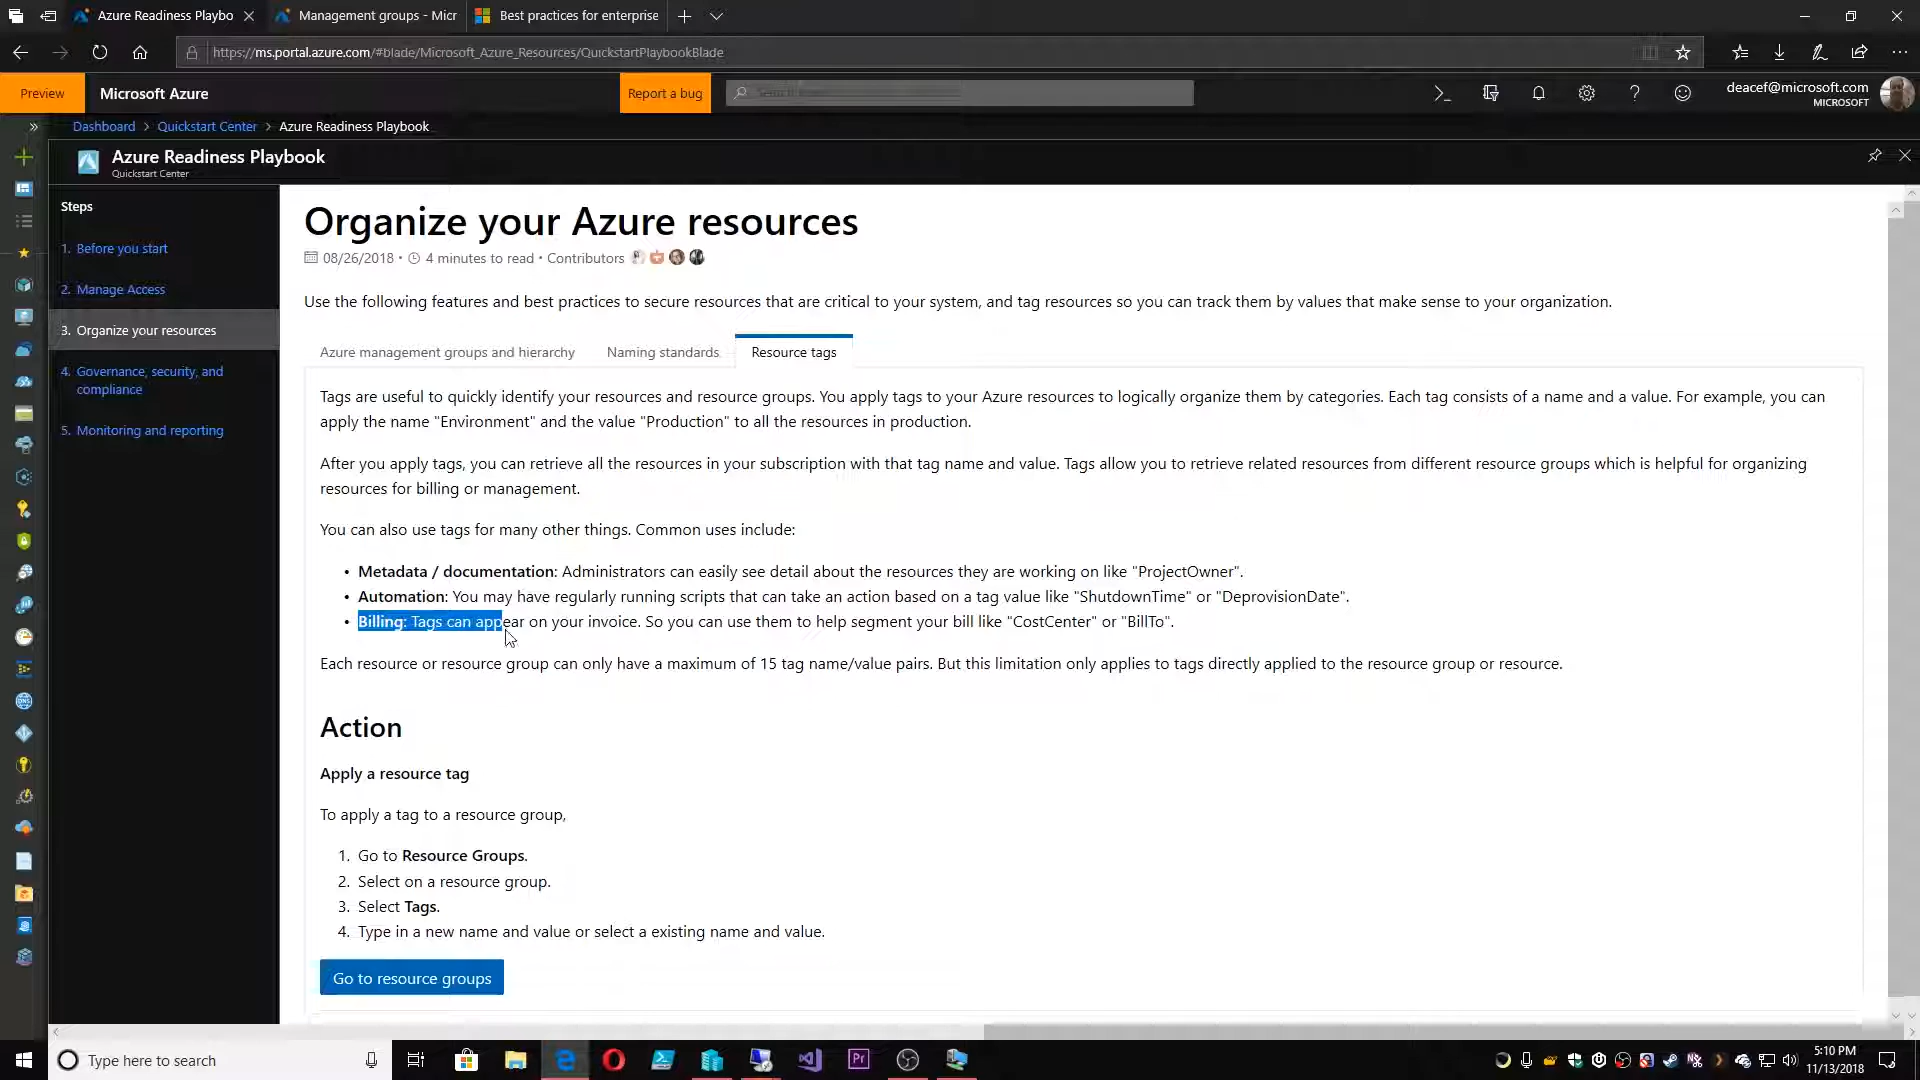 Azure Readiness Playbo
Management groups - Micr
Best practices for enterprise
https://ms.portal.azure.com/#blade/Microsoft_Azure_Resources/QuickstartPlaybookBlade
Preview
Microsoft Azure
Report a bug
deacef@microsoft.com
MICROSOFT
Dashboard > Quickstart Center > Azure Readiness Playbook
Azure Readiness Playbook
Quickstart Center
Steps
1. Before you start
2. Manage Access
3. Organize your resources
4. Governance, security, and
compliance
5. Monitoring and reporting
Organize your Azure resources
08/26/2018 • 4 minutes to read • Contributors
Use the following features and best practices to secure resources that are critical to your system, and tag resources so you can track them by values that make sense to your organization.
Azure management groups and hierarchy
Naming standards
Resource tags
Tags are useful to quickly identify your resources and resource groups. You apply tags to your Azure resources to logically organize them by categories. Each tag consists of a name and a value. For example, you can
apply the name "Environment" and the value "Production" to all the resources in production.
After you apply tags, you can retrieve all the resources in your subscription with that tag name and value. Tags allow you to retrieve related resources from different resource groups which is helpful for organizing
resources for billing or management.
You can also use tags for many other things. Common uses include:
• Metadata / documentation: Administrators can easily see detail about the resources they are working on like "ProjectOwner".
• Automation: You may have regularly running scripts that can take an action based on a tag value like "ShutdownTime" or "DeprovisionDate".
• Billing: Tags can appear on your invoice. So you can use them to help segment your bill like "CostCenter" or "BillTo".
Each resource or resource group can only have a maximum of 15 tag name/value pairs. But this limitation only applies to tags directly applied to the resource group or resource.
Action
Apply a resource tag
To apply a tag to a resource group,
1. Go to Resource Groups.
2. Select on a resource group.
3. Select Tags.
4. Type in a new name and value or select a existing name and value.
Go to resource groups
Type here to search
Pr
5:10 PM
11/13/2018